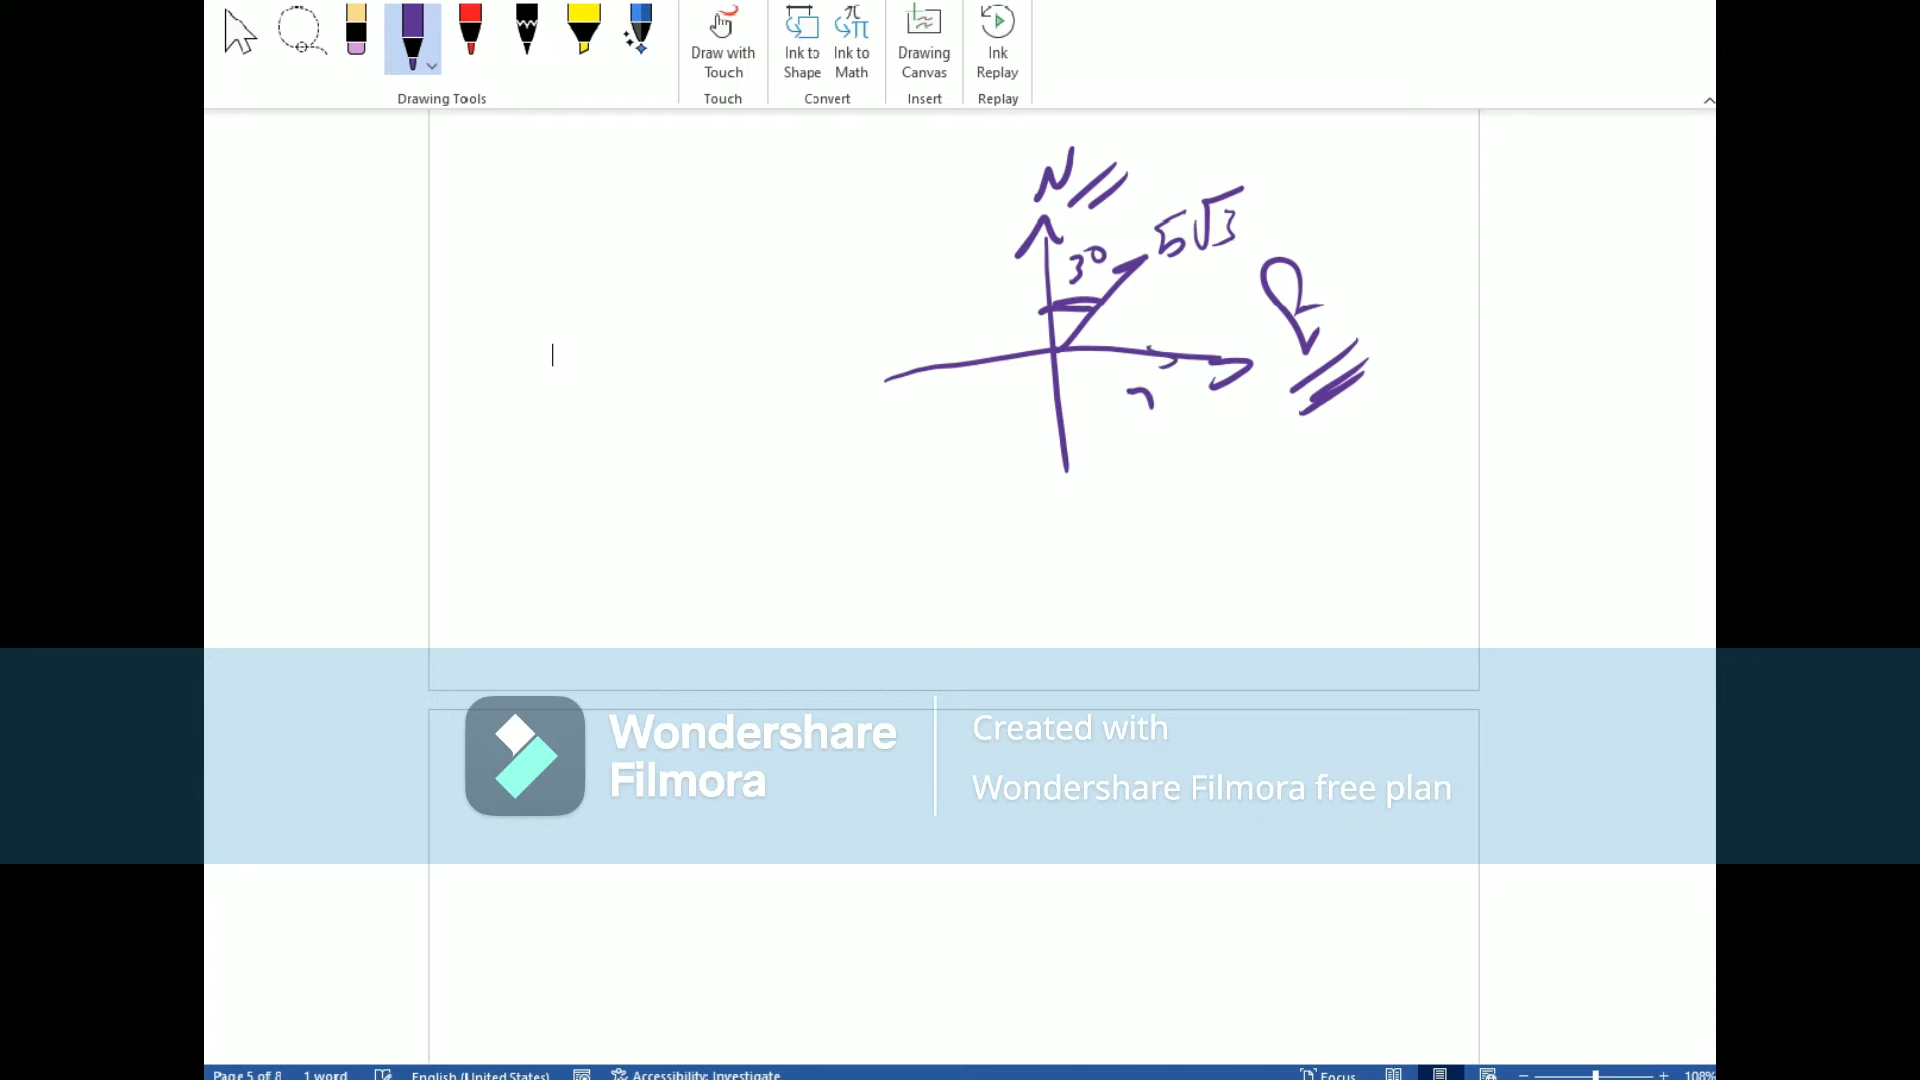 Draw with
Touch
Ink to
Shape
Ink to
Math
Drawing
Canvas
Ink
Replay
Drawing Tools
Touch
Convert
Insert
Replay
N
30
5√3
Wondershare
Filmora
Created with
Wondershare Filmora free plan
Page 5 of 8 1 word English (United States) Accessibility: Investigate Focus 108%